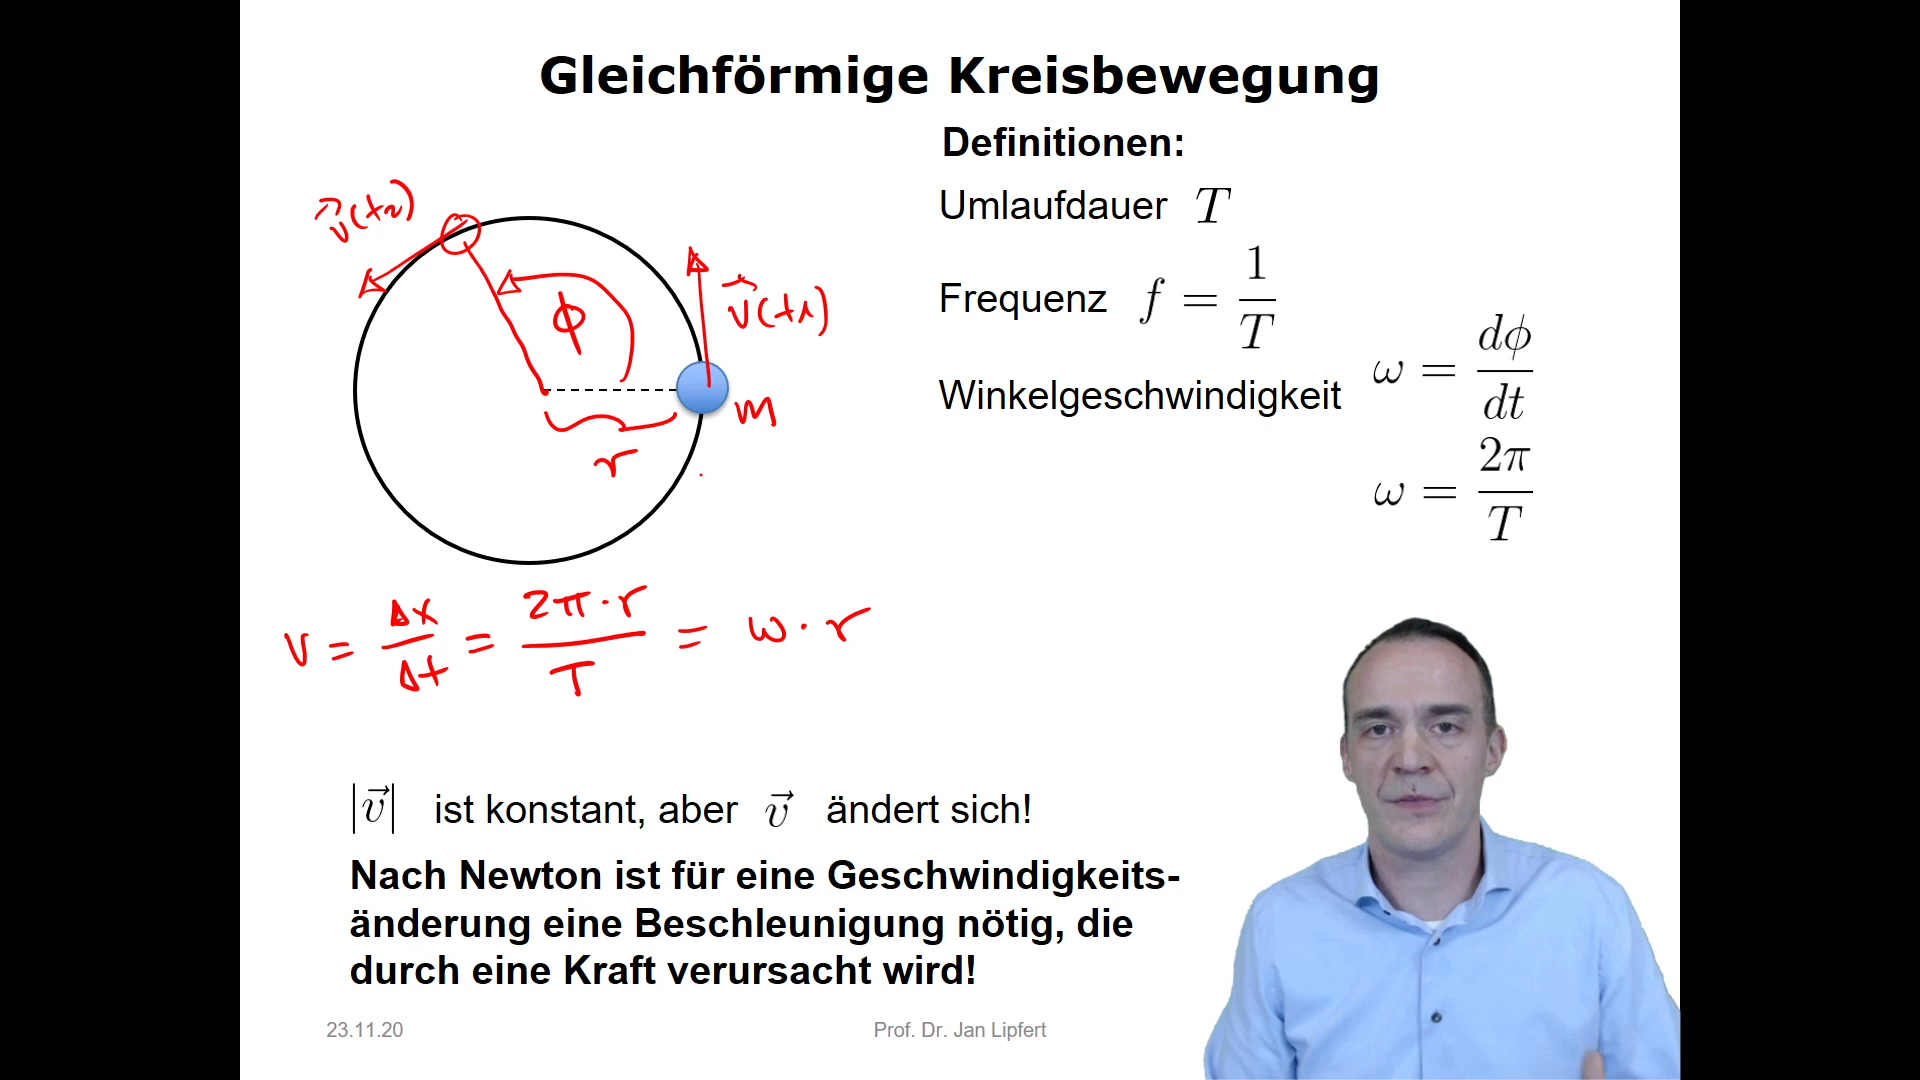 Gleichförmige Kreisbewegung
Definitionen:
Umlaufdauer T
Frequenz f = 1/T
Winkelgeschwindigkeit ω = dϕ/dt
ω = 2π/T
v⃗(t2)
ϕ
v⃗(t1)
m
r
v = Δx/Δt = 2π·r/T = ω·r
|v⃗| ist konstant, aber v⃗ ändert sich!
Nach Newton ist für eine Geschwindigkeits-
änderung eine Beschleunigung nötig, die
durch eine Kraft verursacht wird!
23.11.20
Prof. Dr. Jan Lipfert